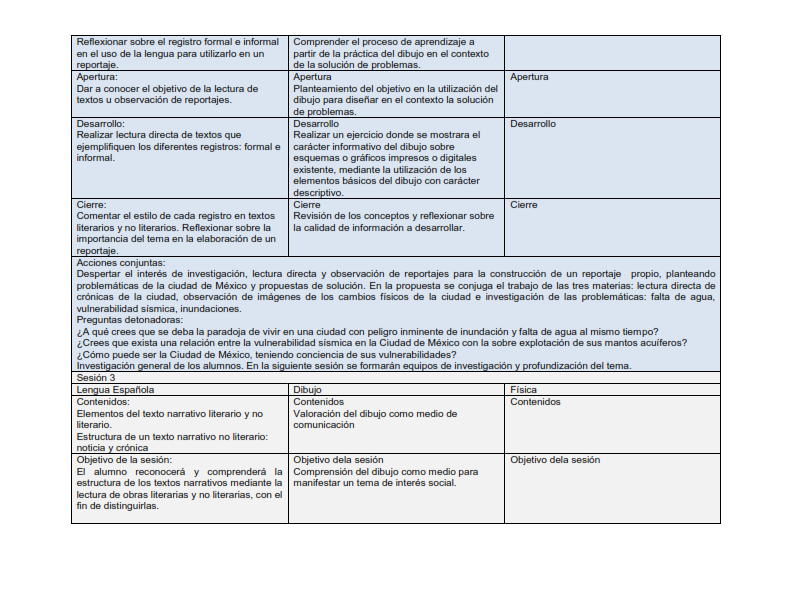 Reflexionar sobre el registro formal e informal
en el uso de la lengua para utilizarlo en un
reportaje.
Comprender el proceso de aprendizaje a
partir de la práctica del dibujo en el contexto
de la solución de problemas.
Apertura:
Dar a conocer el objetivo de la lectura de
textos u observación de reportajes.
Apertura
Planteamiento del objetivo en la utilización del
dibujo para diseñar en el contexto la solución
de problemas.
Apertura
Desarrollo:
Realizar lectura directa de textos que
ejemplifiquen los diferentes registros: formal e
informal.
Desarrollo
Realizar un ejercicio donde se mostrara el
carácter informativo del dibujo sobre
esquemas o gráficos impresos o digitales
existente, mediante la utilización de los
elementos básicos del dibujo con carácter
descriptivo.
Desarrollo
Cierre:
Comentar el estilo de cada registro en textos
literarios y no literarios. Reflexionar sobre la
importancia del tema en la elaboración de un
reportaje.
Cierre
Revisión de los conceptos y reflexionar sobre
la calidad de información a desarrollar.
Cierre
Acciones conjuntas:
Despertar el interés de investigación, lectura directa y observación de reportajes para la construcción de un reportaje propio, planteando
problemáticas de la ciudad de México y propuestas de solución. En la propuesta se conjuga el trabajo de las tres materias: lectura directa de
crónicas de la ciudad, observación de imágenes de los cambios físicos de la ciudad e investigación de las problemáticas: falta de agua,
vulnerabilidad sísmica, inundaciones.
Preguntas detonadoras:
¿A qué crees que se deba la paradoja de vivir en una ciudad con peligro inminente de inundación y falta de agua al mismo tiempo?
¿Crees que exista una relación entre la vulnerabilidad sísmica en la Ciudad de México con la sobre explotación de sus mantos acuíferos?
¿Cómo puede ser la Ciudad de México, teniendo conciencia de sus vulnerabilidades?
Investigación general de los alumnos. En la siguiente sesión se formarán equipos de investigación y profundización del tema.
Sesión 3
Lengua Española
Dibujo
Física
Contenidos:
Elementos del texto narrativo literario y no
literario.
Estructura de un texto narrativo no literario:
noticia y crónica
Contenidos
Valoración del dibujo como medio de
comunicación
Contenidos
Objetivo de la sesión:
El alumno reconocerá y comprenderá la
estructura de los textos narrativos mediante la
lectura de obras literarias y no literarias, con el
fin de distinguirlas.
Objetivo dela sesión
Comprensión del dibujo como medio para
manifestar un tema de interés social.
Objetivo dela sesión